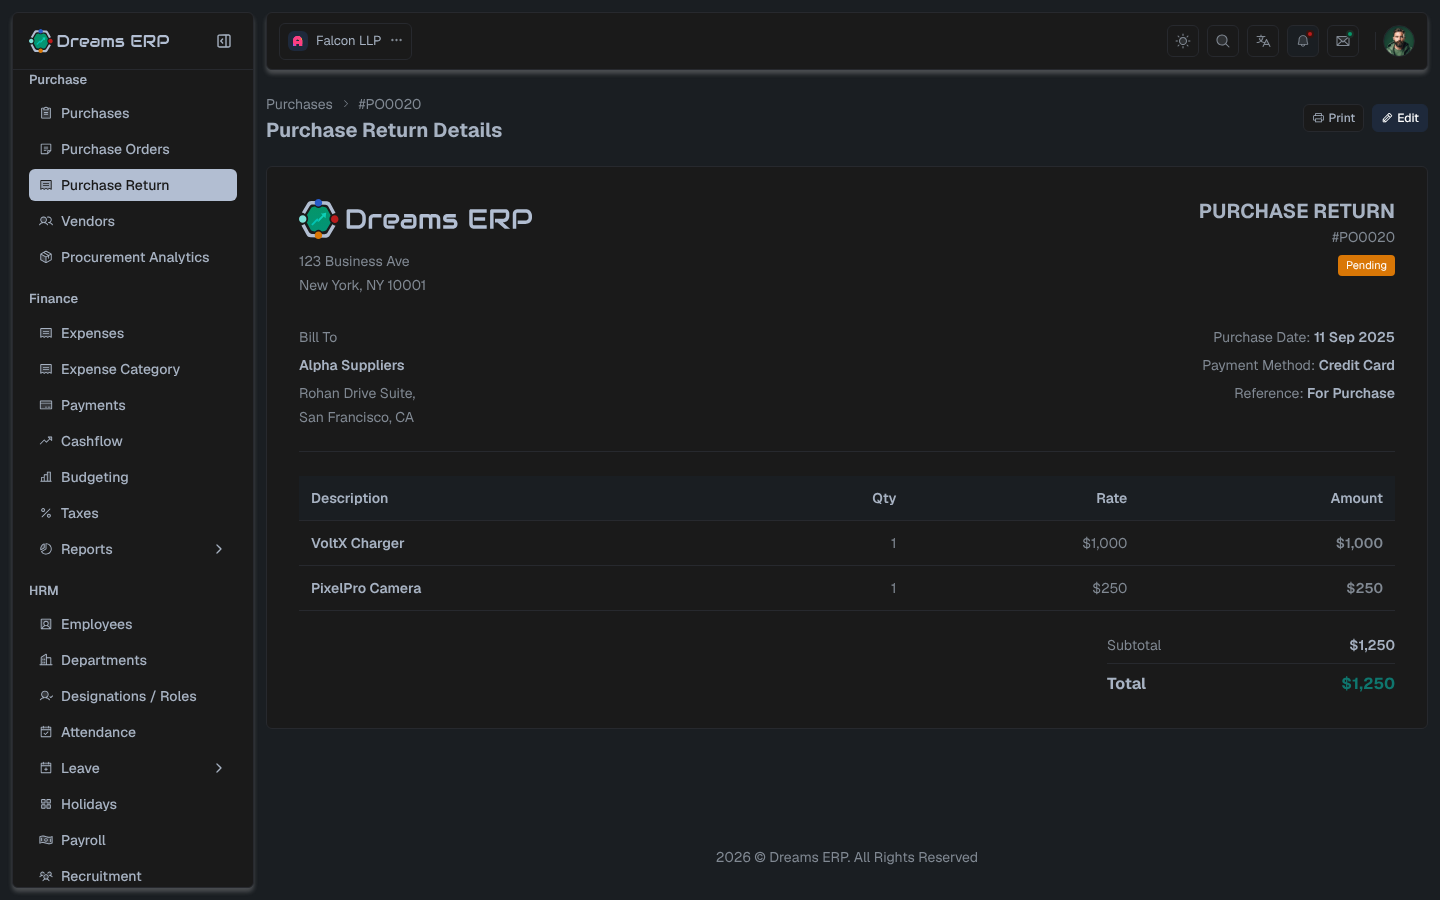 Dreams ERP
Purchase
Purchases
Purchase Orders
Purchase Return
Vendors
Procurement Analytics
Finance
Expenses
Expense Category
Payments
Cashflow
Budgeting
Taxes
Reports
HRM
Employees
Departments
Designations / Roles
Attendance
Leave
Holidays
Payroll
Recruitment
Falcon LLP
Purchases > #PO0020
Purchase Return Details
Print
Edit
Dreams ERP
123 Business Ave
New York, NY 10001
PURCHASE RETURN
#PO0020
Pending
Bill To
Alpha Suppliers
Rohan Drive Suite,
San Francisco, CA
Purchase Date: 11 Sep 2025
Payment Method: Credit Card
Reference: For Purchase
Description Qty Rate Amount
VoltX Charger 1 $1,000 $1,000
PixelPro Camera 1 $250 $250
Subtotal $1,250
Total $1,250
2026 © Dreams ERP. All Rights Reserved